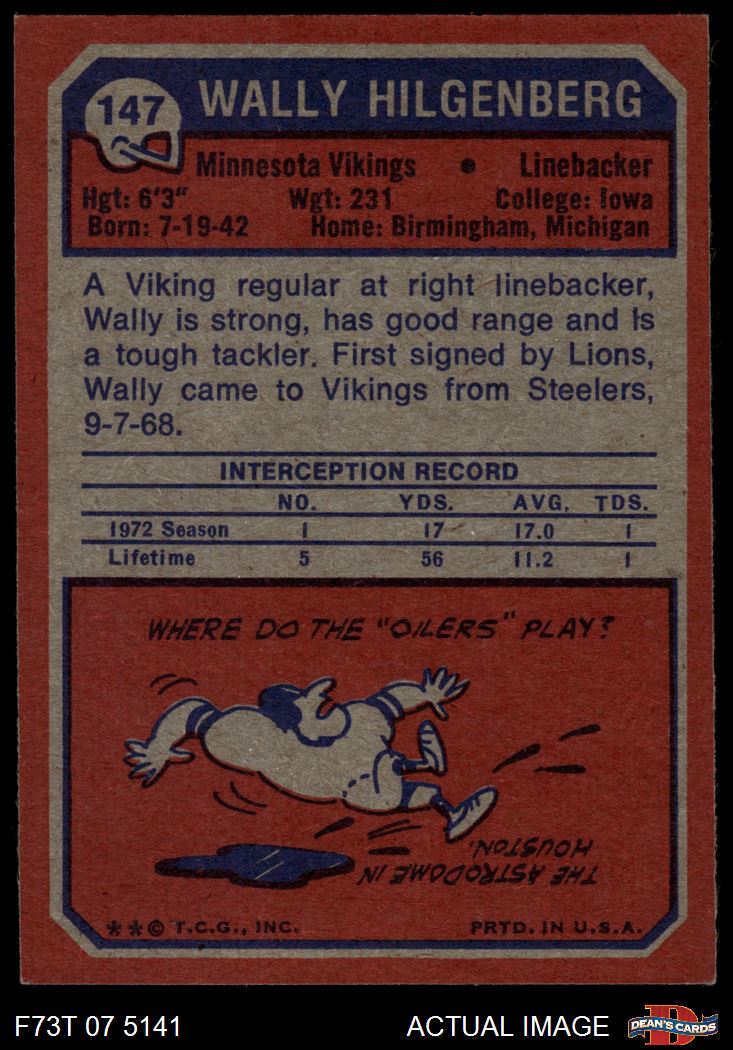 147
WALLY HILGENBERG
Minnesota Vikings • Linebacker
Hgt: 6'3" Wgt: 231 College: Iowa
Born: 7-19-42 Home: Birmingham, Michigan
A Viking regular at right linebacker,
Wally is strong, has good range and Is
a tough tackler. First signed by Lions,
Wally came to Vikings from Steelers,
9-7-68.
INTERCEPTION RECORD
NO. YDS. AVG. TDS.
1972 Season 1 17 17.0 1
Lifetime 5 56 11.2 1
WHERE DO THE "OILERS" PLAY?
THE ASTRODOME IN
HOUSTON.
**© T.C.G., INC. PRTD. IN U.S.A.
F73T 07 5141 ACTUAL IMAGE D DEAN'S CARDS